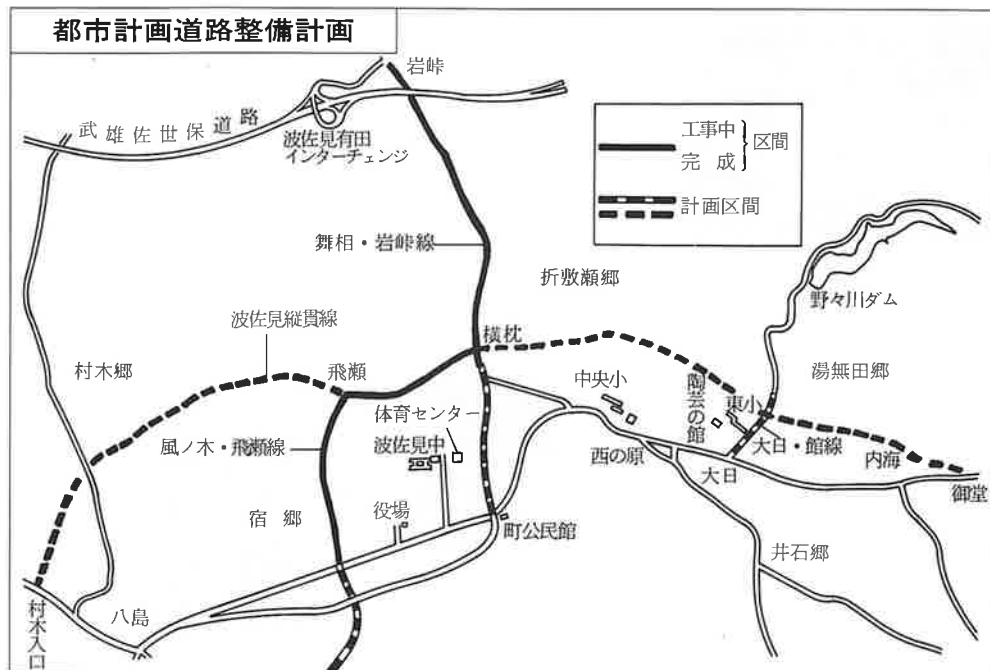 都市計画道路整備計画
岩峠
武雄佐世保道路
波佐見有田
インターチェンジ
工事中
完成
区間
計画区間
舞相・岩峠線
折敷瀬郷
野々川ダム
波佐見縦貫線
横枕
村木郷
飛瀬
中央小
陶芸の館
湯無田郷
体育センター
東小
風ノ木・飛瀬線
波佐見中
大日・館線
西の原
大日
内海
御堂
宿郷
役場
町公民館
井石郷
八島
村木入口